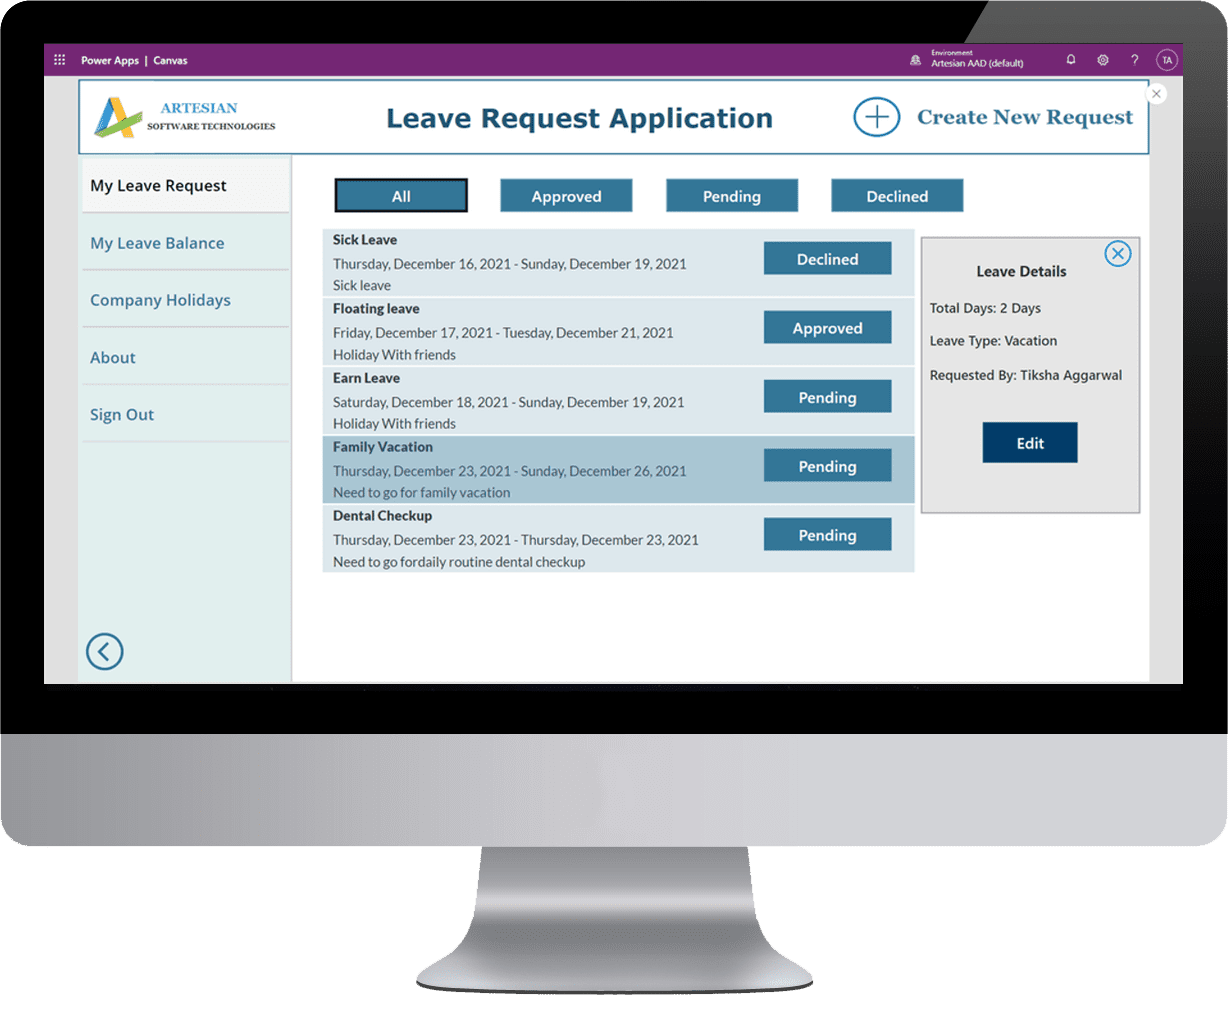 Power Apps | Canvas
Environment
Artesian AAD (default)
?
TA
ARTESIAN
SOFTWARE TECHNOLOGIES
Leave Request Application
Create New Request
My Leave Request
My Leave Balance
Company Holidays
About
Sign Out
All
Approved
Pending
Declined
Sick Leave
Thursday, December 16, 2021 - Sunday, December 19, 2021
Sick leave
Declined
Floating leave
Friday, December 17, 2021 - Tuesday, December 21, 2021
Holiday With friends
Approved
Earn Leave
Saturday, December 18, 2021 - Sunday, December 19, 2021
Holiday With friends
Pending
Family Vacation
Thursday, December 23, 2021 - Sunday, December 26, 2021
Need to go for family vacation
Pending
Dental Checkup
Thursday, December 23, 2021 - Thursday, December 23, 2021
Need to go fordaily routine dental checkup
Pending
Leave Details
Total Days: 2 Days
Leave Type: Vacation
Requested By: Tiksha Aggarwal
Edit